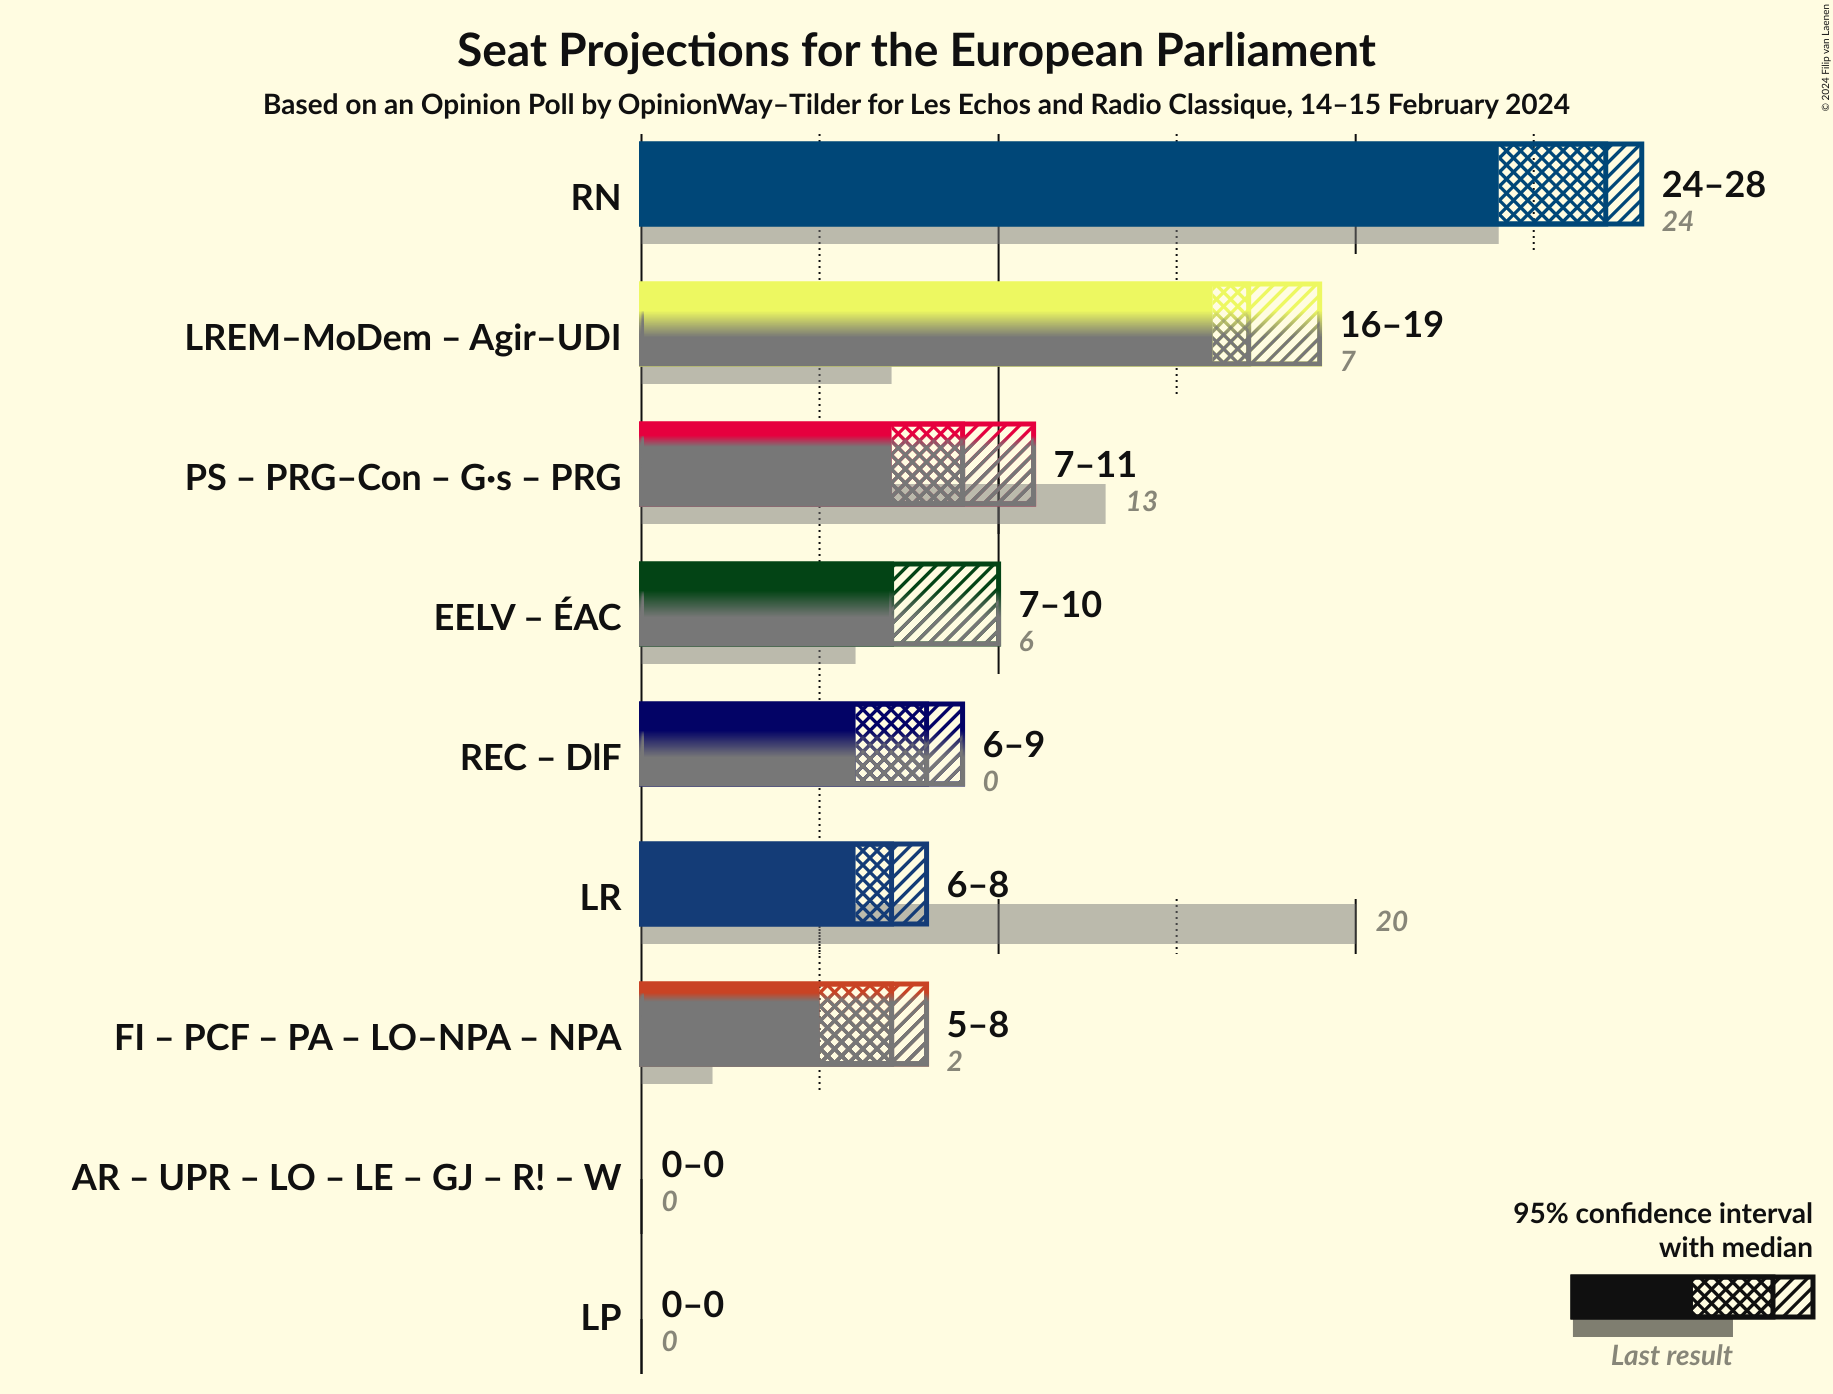 Seat Projections for the European Parliament
Based on an Opinion Poll by OpinionWay–Tilder for Les Echos and Radio Classique, 14–15 February 2024
© 2024 Filip van Laenen
RN
24–28
24
LREM–MoDem – Agir–UDI
16–19
7
PS – PRG–Con – G·s – PRG
7–11
13
EELV – ÉAC
7–10
6
REC – DlF
6–9
0
LR
6–8
20
FI – PCF – PA – LO–NPA – NPA
5–8
2
AR – UPR – LO – LE – GJ – R! – W
0–0
0
LP
0–0
0
95% confidence interval
with median
Last result